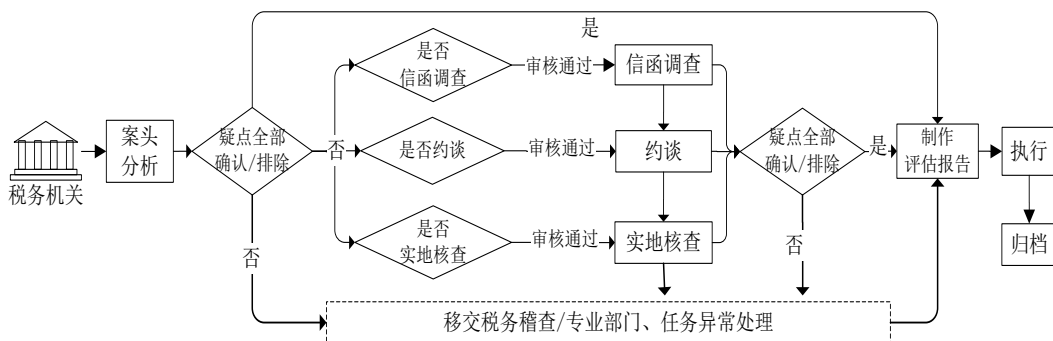 是
是否
信函调查
审核通过
信函调查
税务机关
案头
分析
疑点全部
确认/排除
否
是否约谈
审核通过
约谈
疑点全部
确认/排除
是
制作
评估报告
执行
是否
实地核查
审核通过
实地核查
否
否
归档
移交税务稽查/专业部门、任务异常处理